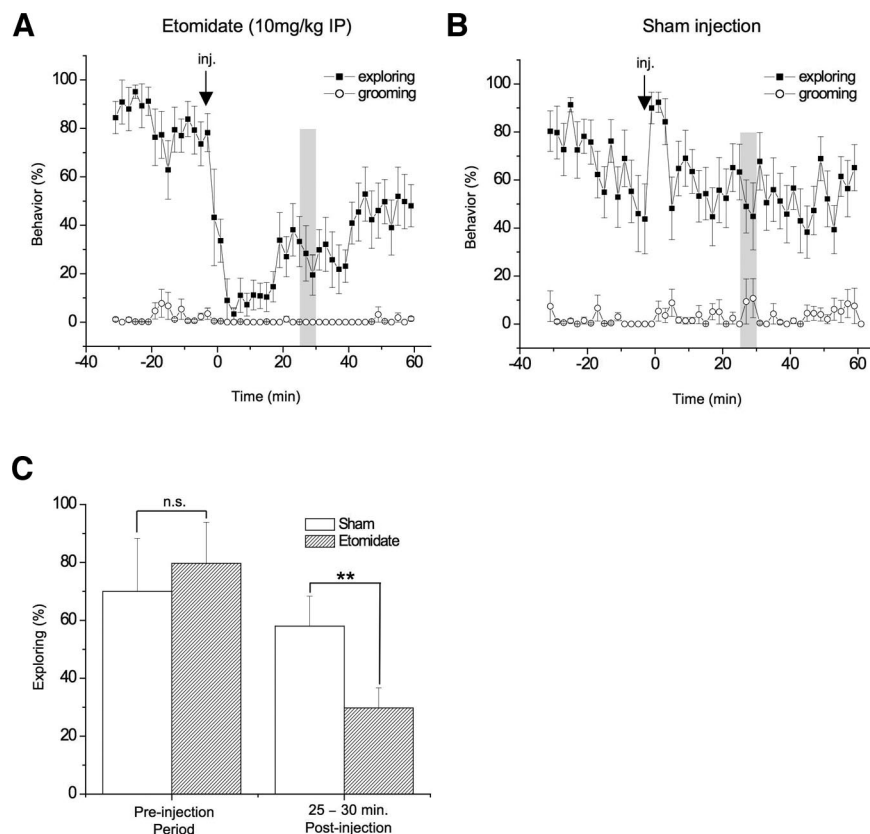 A
Etomidate (10mg/kg IP)
inj.
exploring
grooming
100
80
60
40
20
0
Behavior (%)
-40
-20
0
20
40
60
Time (min)
B
Sham injection
inj.
exploring
grooming
100
80
60
40
20
0
Behavior (%)
-40
-20
0
20
40
60
Time (min)
C
n.s.
Sham
Etomidate
**
100
80
60
40
20
0
Exploring (%)
Pre-injection
Period
25 – 30 min.
Post-injection